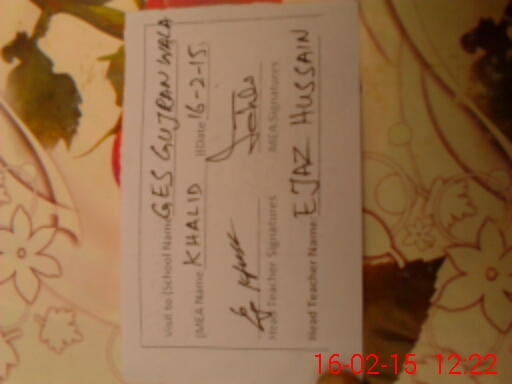 Visit to (School Name GES GUJRAN WALA
(MEA Name KHALID )(Date 16-2-15
Head Teacher Signatures MEA Signatures
Head Teacher Name EJAZ HUSSAIN
16-02-15 12:22